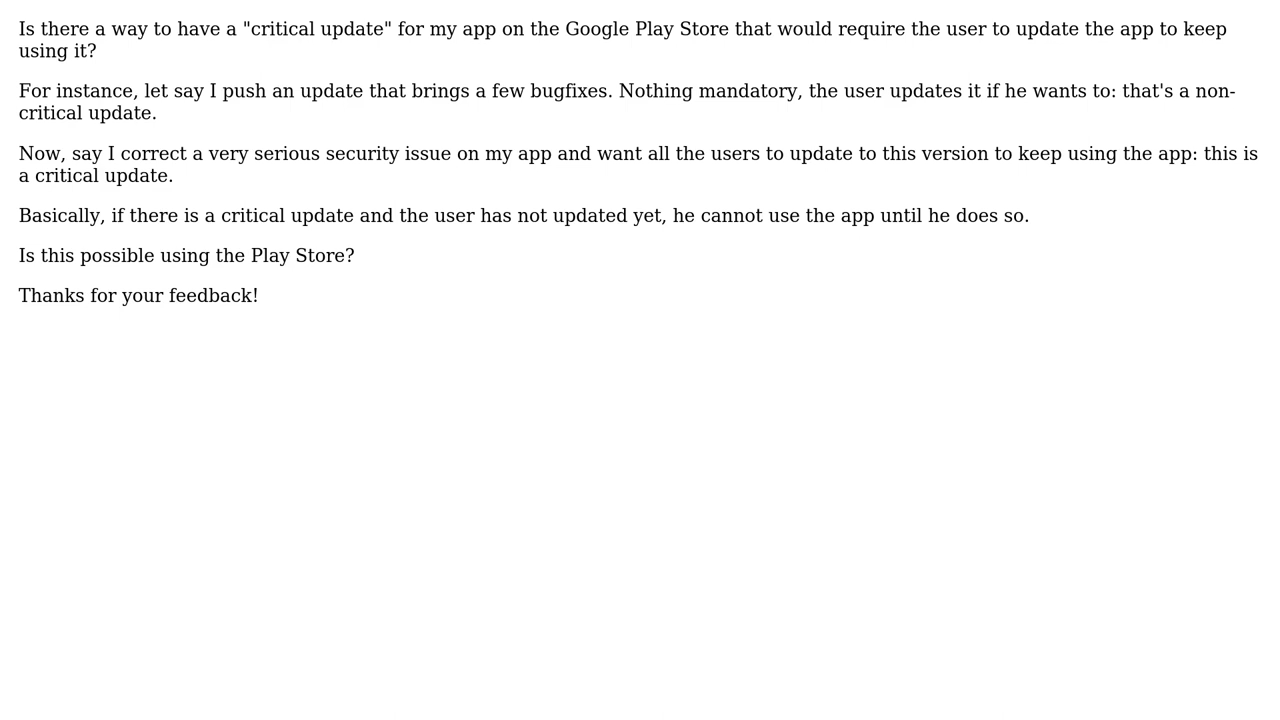 Is there a way to have a "critical update" for my app on the Google Play Store that would require the user to update the app to keep
using it?
For instance, let say I push an update that brings a few bugfixes. Nothing mandatory, the user updates it if he wants to: that's a non-
critical update.
Now, say I correct a very serious security issue on my app and want all the users to update to this version to keep using the app: this is
a critical update.
Basically, if there is a critical update and the user has not updated yet, he cannot use the app until he does so.
Is this possible using the Play Store?
Thanks for your feedback!